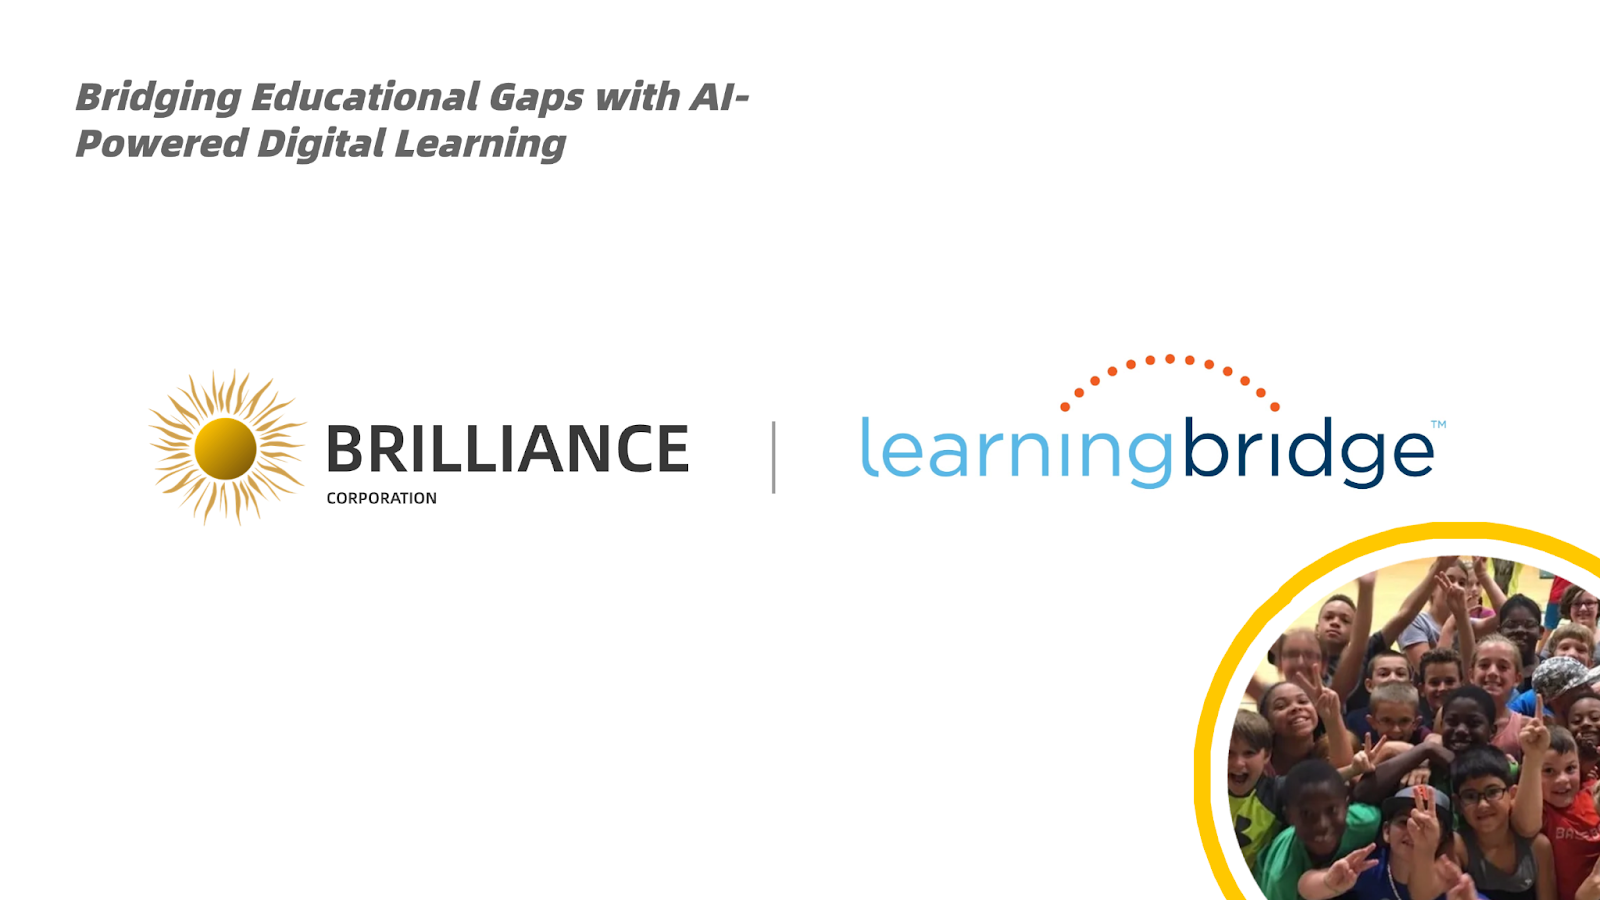 Bridging Educational Gaps with AI-
Powered Digital Learning
BRILLIANCE
CORPORATION
learningbridge™